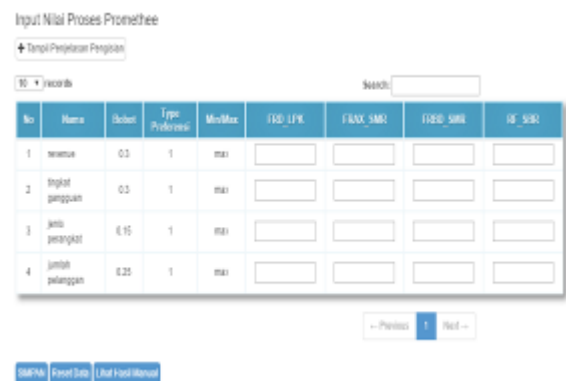 Input Nilai Proses Promethee
+ Tampil Penjelasan Pengisian
10 records
Search:
No Nama Bobot Type Preferensi Min/Max FRD_LPK FRAX_SMR FRBD_SMR RF_SBR
1 revenue 0.3 1 max
2 tingkat gangguan 0.3 1 max
3 jenis perangkat 0.15 1 max
4 jumlah pelanggan 0.25 1 max
← Previous 1 Next →
SIMPAN Reset Data Lihat Hasil Manual